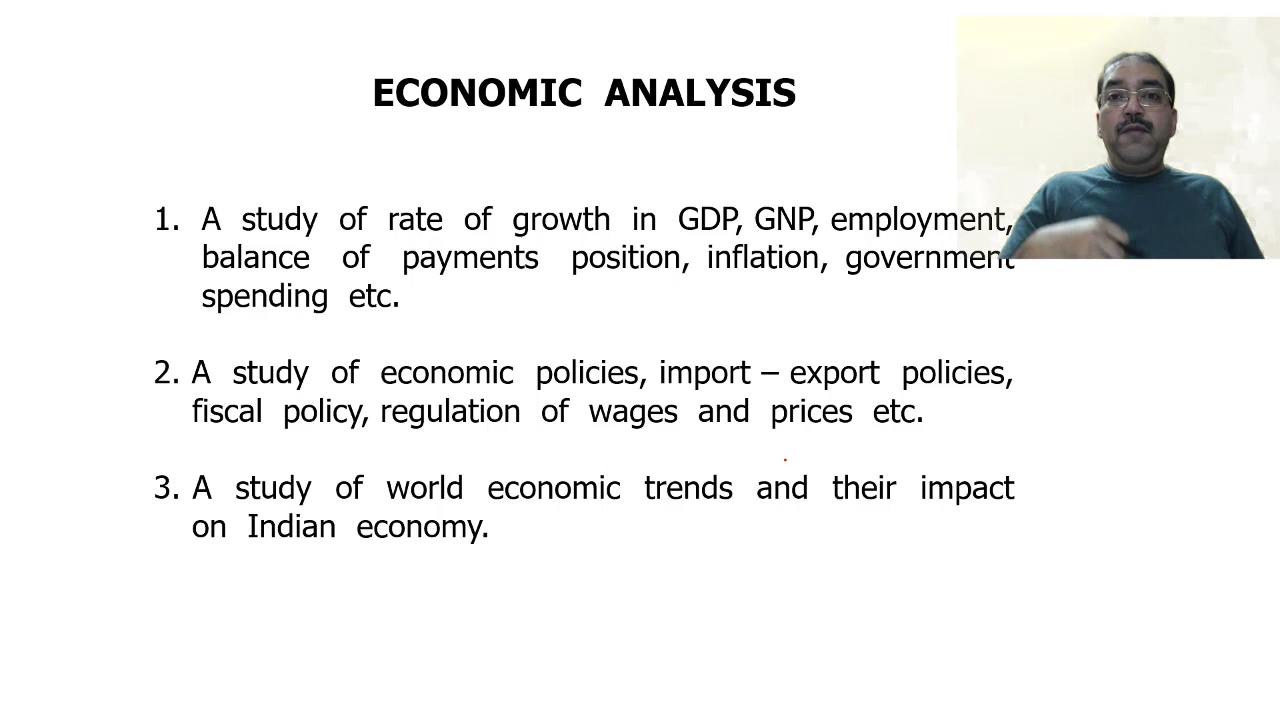 ECONOMIC ANALYSIS
1. A study of rate of growth in GDP, GNP, employment,
balance of payments position, inflation, government
spending etc.
2. A study of economic policies, import – export policies,
fiscal policy, regulation of wages and prices etc.
3. A study of world economic trends and their impact
on Indian economy.